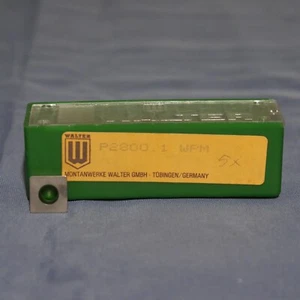 WALTER
P2800.1 WPM
5x
MONTANWERKE WALTER GMBH - TÜBINGEN/GERMANY